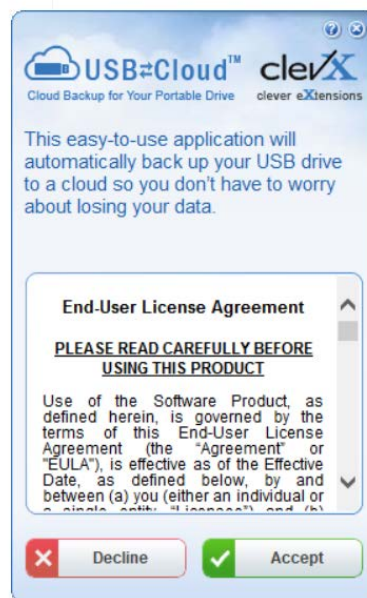 USB⇄Cloud™
clevX
Cloud Backup for Your Portable Drive
clever eXtensions
This easy-to-use application will
automatically back up your USB drive
to a cloud so you don't have to worry
about losing your data.
End-User License Agreement
PLEASE READ CAREFULLY BEFORE
USING THIS PRODUCT
Use of the Software Product, as
defined herein, is governed by the
terms of this End-User License
Agreement (the “Agreement” or
"EULA"), is effective as of the Effective
Date, as defined below, by and
between (a) you (either an individual or
a single entity “Licensee”) and (b)
Decline
Accept